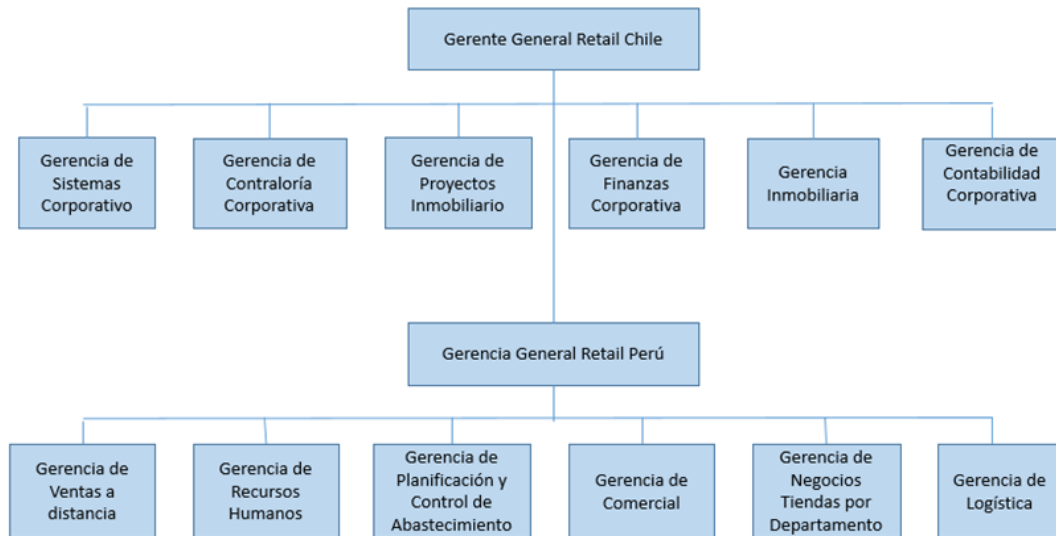 Gerente General Retail Chile
Gerencia de
Sistemas
Corporativo
Gerencia de
Contraloría
Corporativa
Gerencia de
Proyectos
Inmobiliario
Gerencia de
Finanzas
Corporativa
Gerencia
Inmobiliaria
Gerencia de
Contabilidad
Corporativa
Gerencia General Retail Perú
Gerencia de
Ventas a
distancia
Gerencia de
Recursos
Humanos
Gerencia de
Planificación y
Control de
Abastecimiento
Gerencia de
Comercial
Gerencia de
Negocios
Tiendas por
Departamento
Gerencia de
Logística